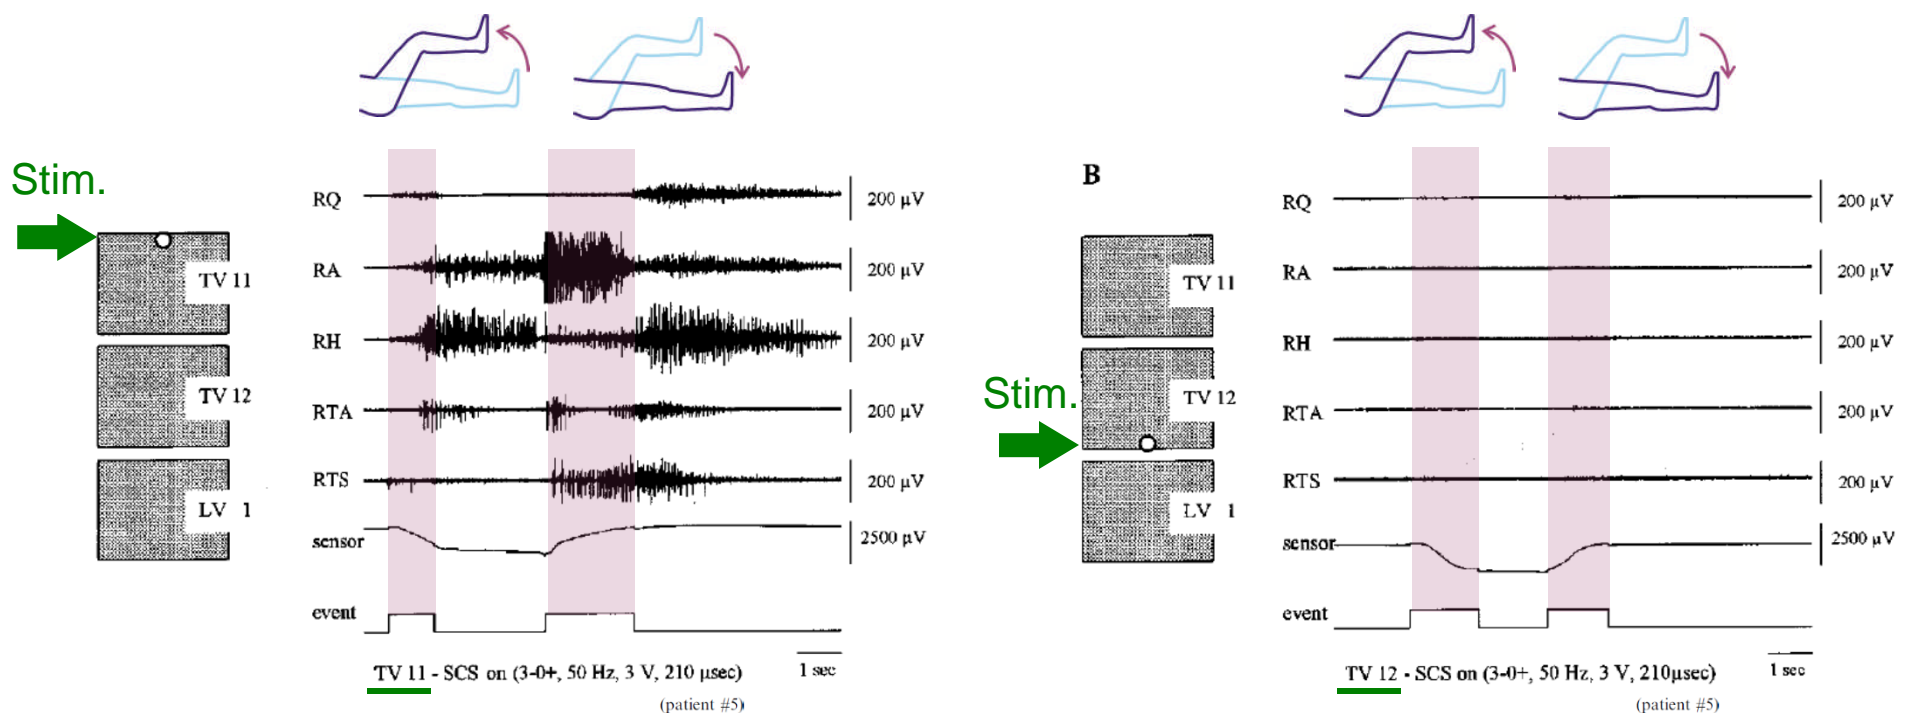 Stim.
TV 11
TV 12
LV 1
RQ
200 µV
RA
200 µV
RH
200 µV
RTA
200 µV
RTS
200 µV
sensor
2500 µV
event
1 sec
TV 11 - SCS on (3-0+, 50 Hz, 3 V, 210 µsec)
(patient #5)
B
Stim.
TV 11
TV 12
LV 1
RQ
200 µV
RA
200 µV
RH
200 µV
RTA
200 µV
RTS
200 µV
sensor
2500 µV
event
1 sec
TV 12 - SCS on (3-0+, 50 Hz, 3 V, 210µsec)
(patient #5)